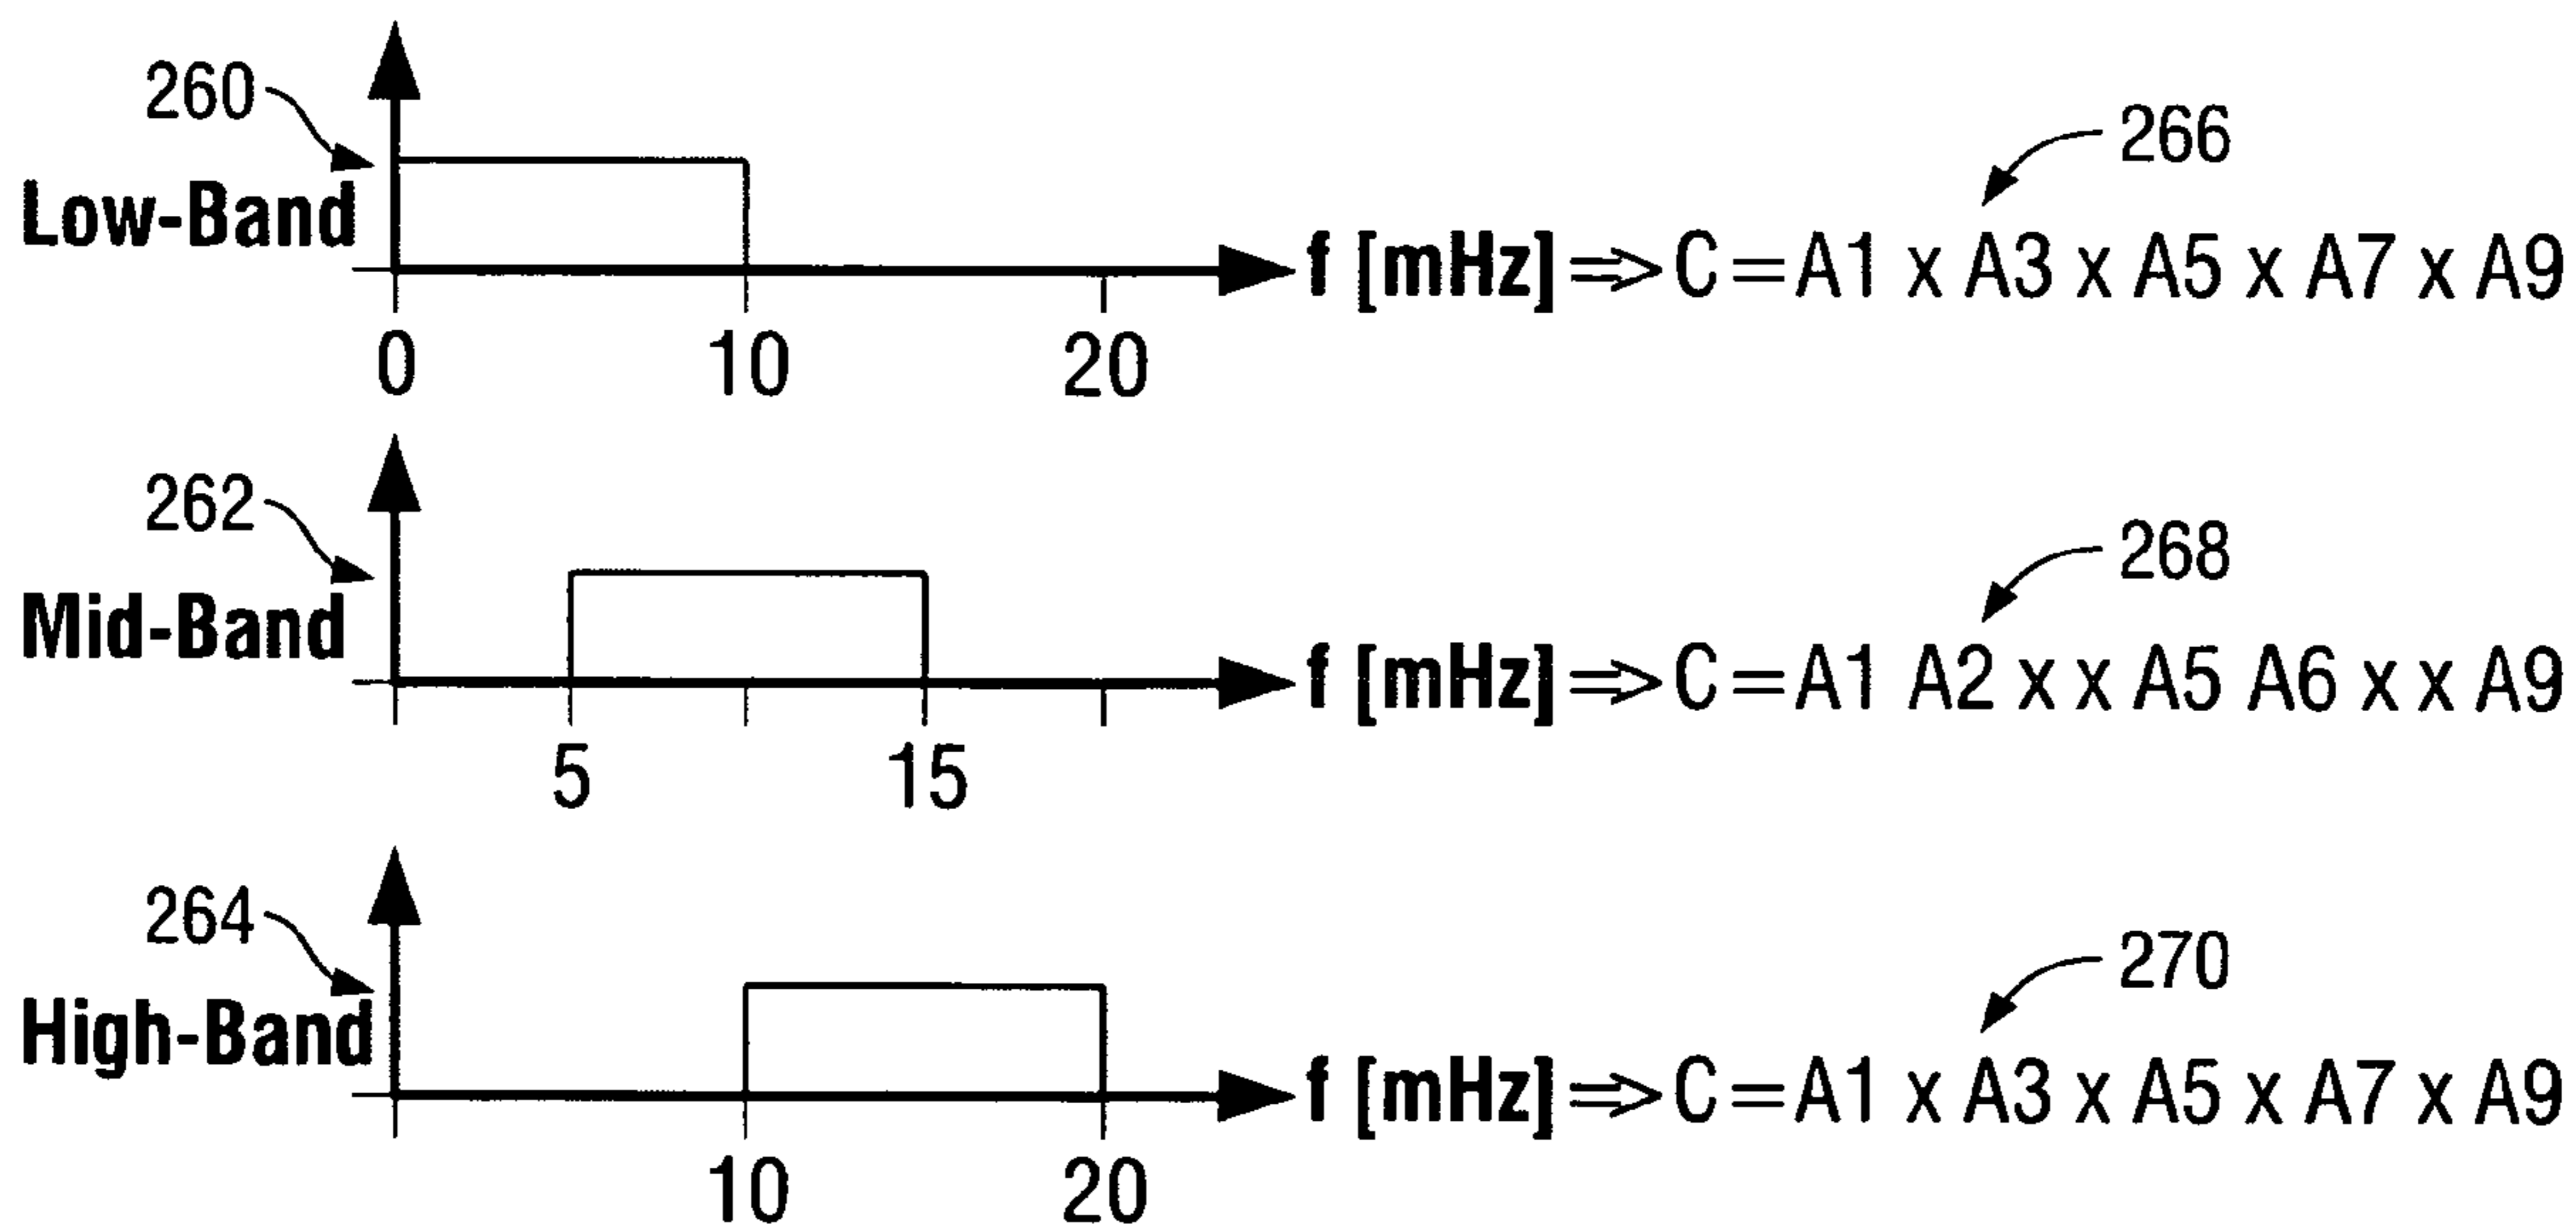 260
266
Low-Band
f [mHz] ⇒ C = A1 x A3 x A5 x A7 x A9
0 10 20
262
268
Mid-Band
f [mHz] ⇒ C = A1 A2 x x A5 A6 x x A9
5 15
264
270
High-Band
f [mHz] ⇒ C = A1 x A3 x A5 x A7 x A9
10 20